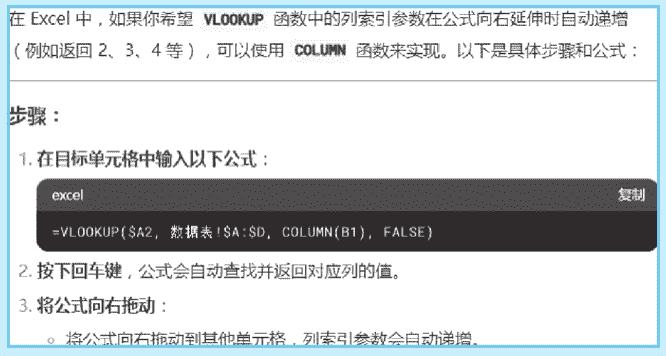 在 Excel 中，如果你希望 VLOOKUP 函数中的列索引参数在公式向右延伸时自动递增
（例如返回 2、3、4 等），可以使用 COLUMN 函数来实现。以下是具体步骤和公式：
步骤：
1. 在目标单元格中输入以下公式：
excel 复制
=VLOOKUP($A2, 数据表!$A:$D, COLUMN(B1), FALSE)
2. 按下回车键，公式会自动查找并返回对应列的值。
3. 将公式向右拖动：
○ 将公式向右拖动到其他单元格，列索引参数会自动递增。